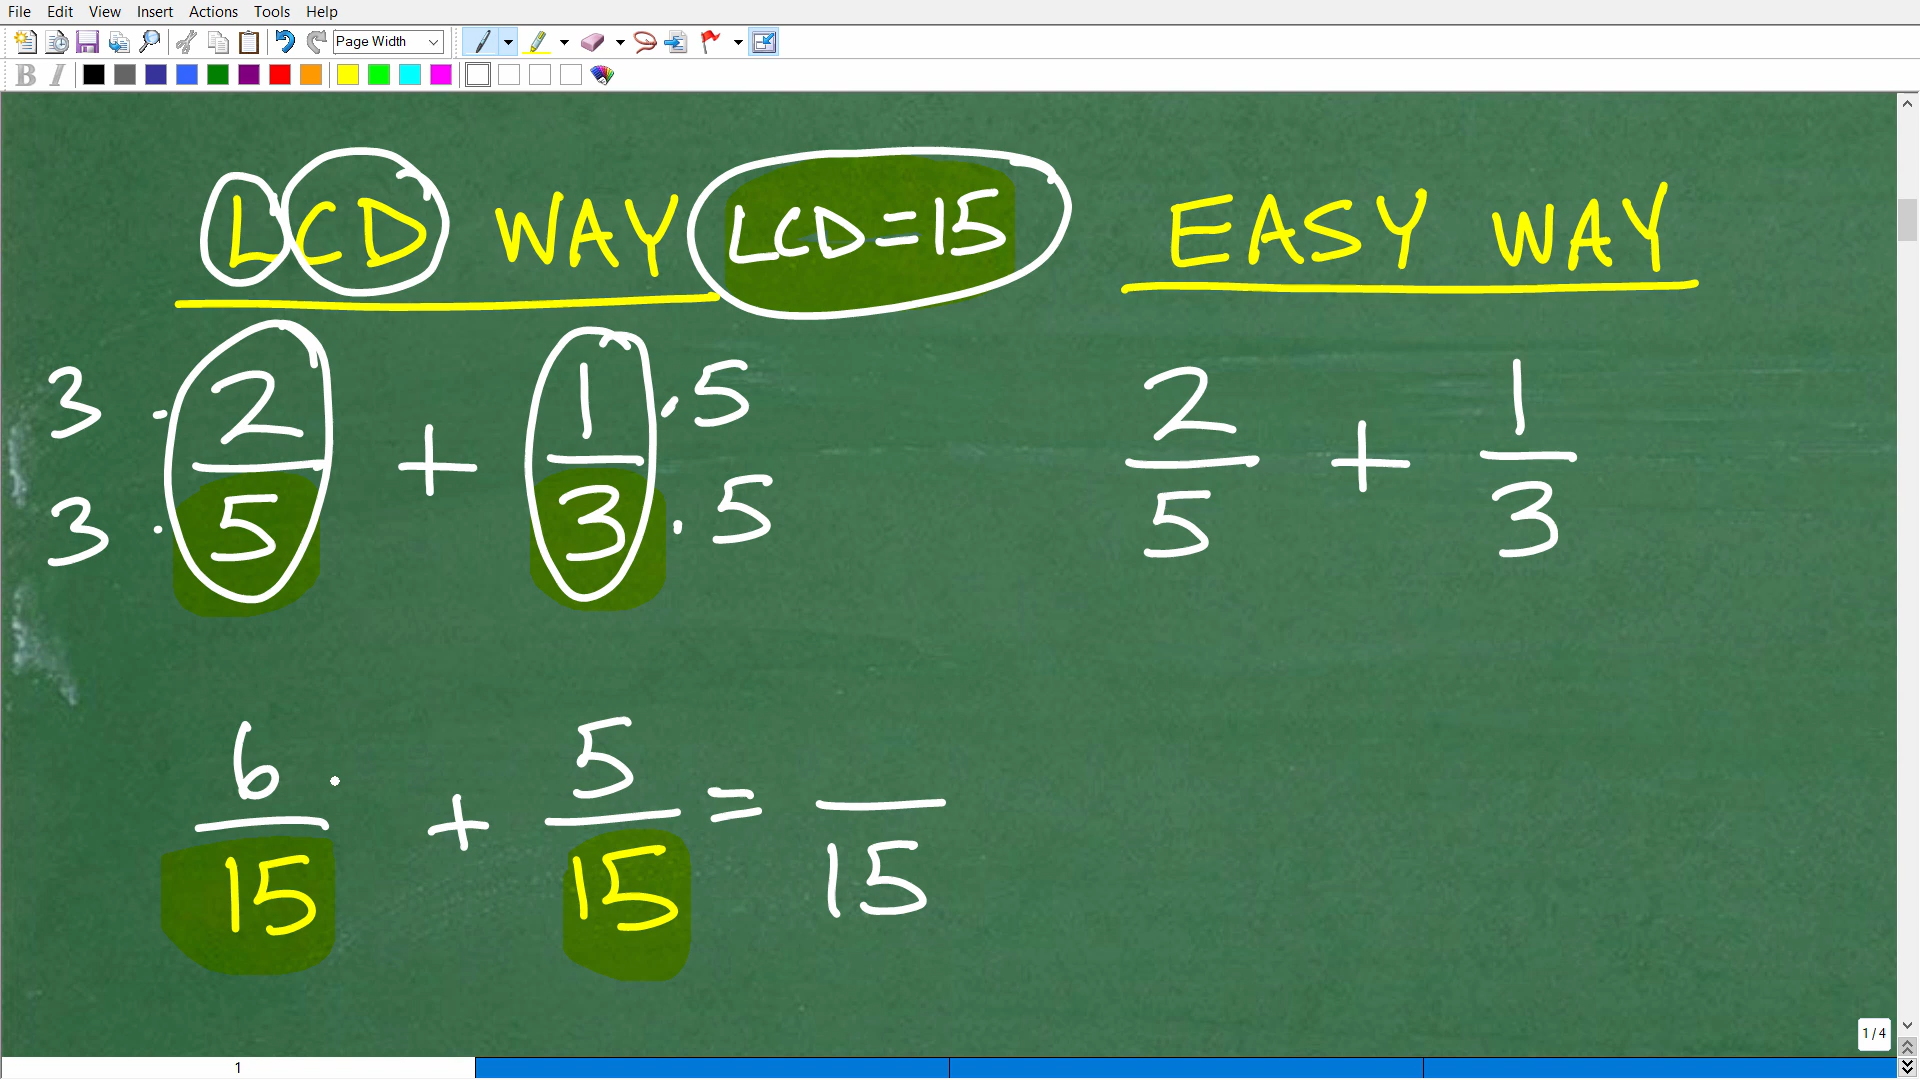 File Edit View Insert Actions Tools Help
Page Width
B I
LCD WAY LCD=15 EASY WAY
3 · 2/5 + 1/3 · 5
3 · · 5
2/5 + 1/3
6/15 + 5/15 = /15
1/4
1